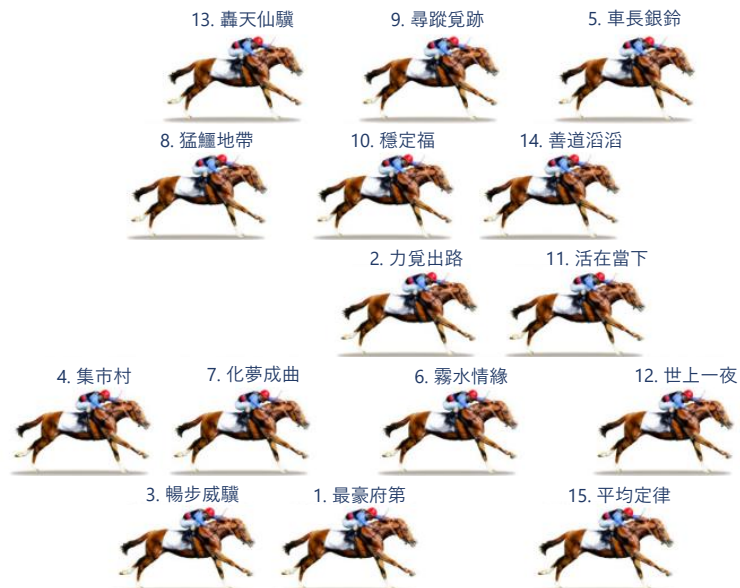 13. 轟天仙驥
9. 尋蹤覓跡
5. 車長銀鈴
8. 猛鱷地帶
10. 穩定福
14. 善道滔滔
2. 力覓出路
11. 活在當下
4. 集市村
7. 化夢成曲
6. 霧水情緣
12. 世上一夜
3. 暢步威驥
1. 最豪府第
15. 平均定律